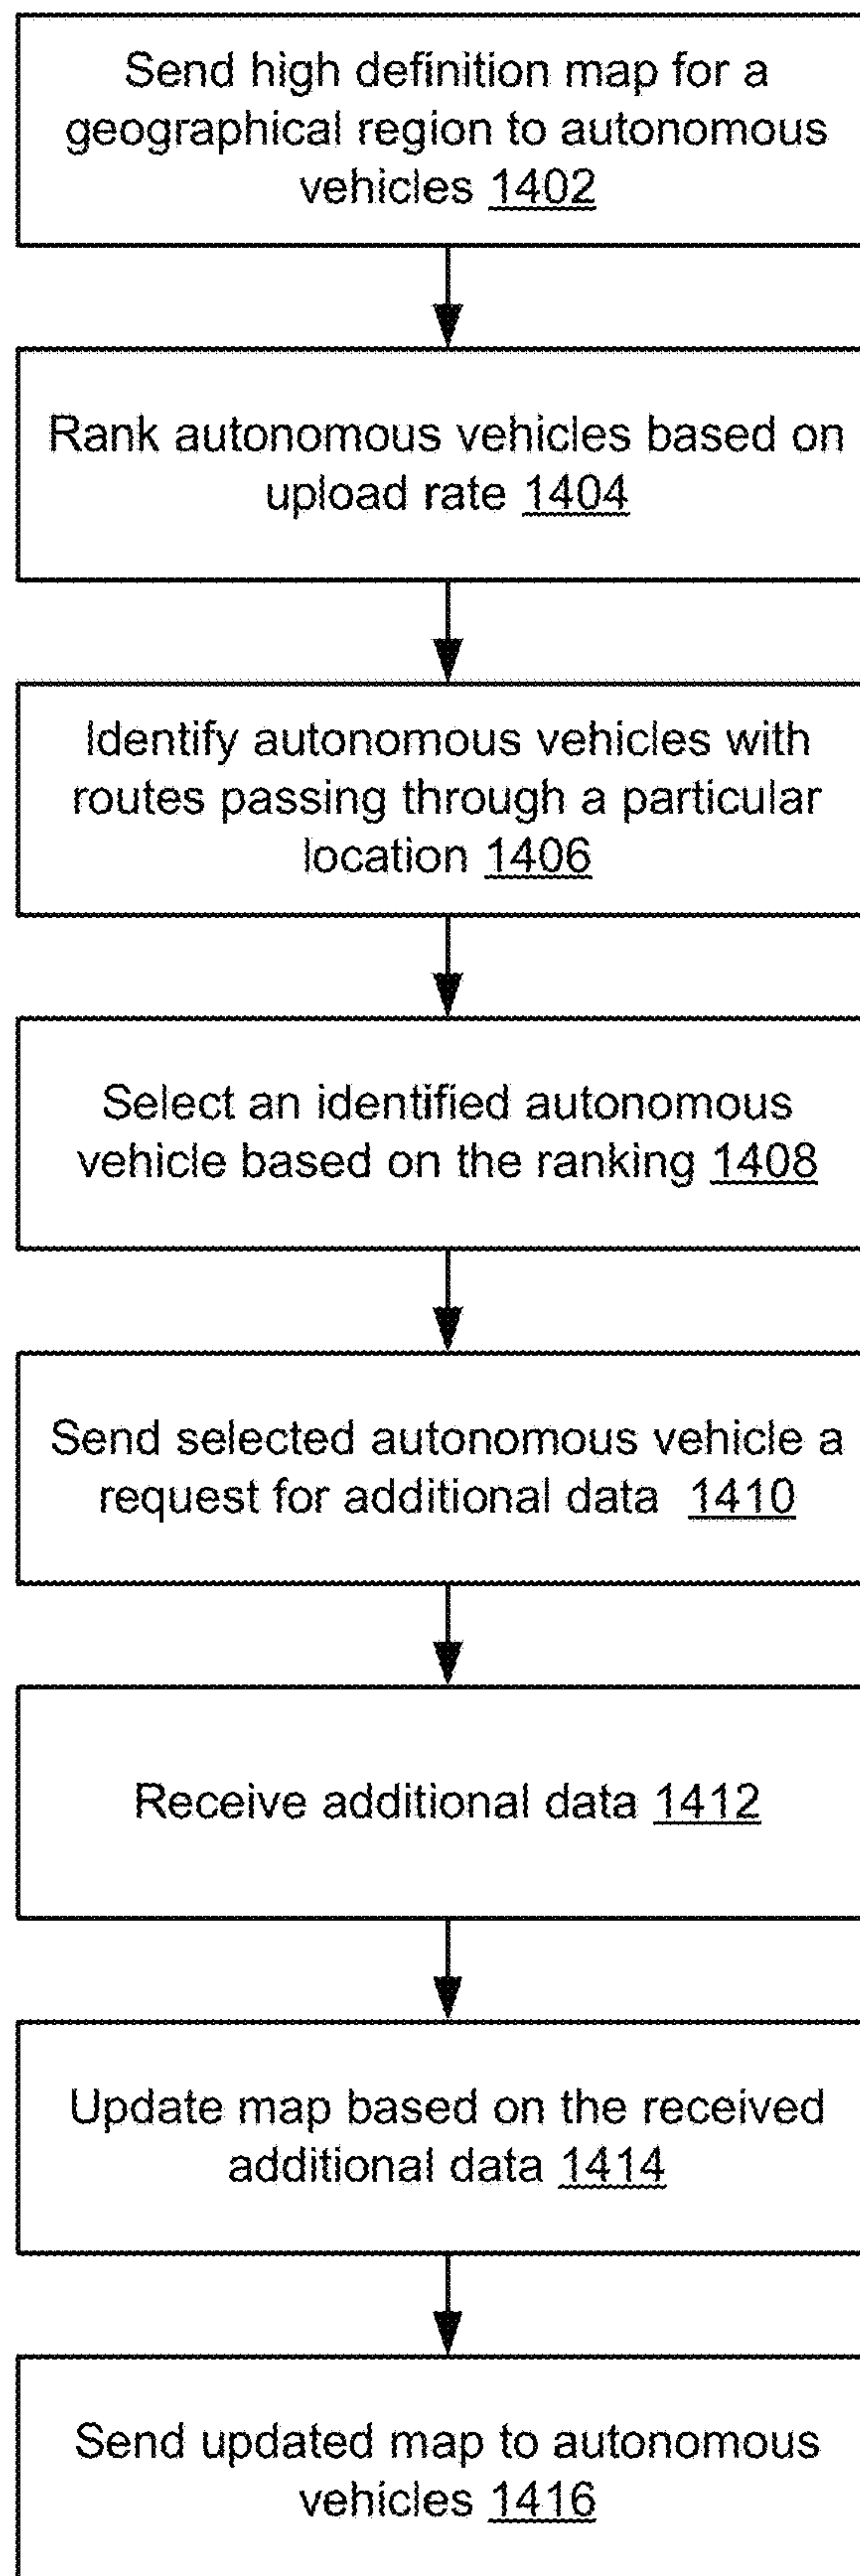 Send high definition map for a
geographical region to autonomous
vehicles 1402
Rank autonomous vehicles based on
upload rate 1404
Identify autonomous vehicles with
routes passing through a particular
location 1406
Select an identified autonomous
vehicle based on the ranking 1408
Send selected autonomous vehicle a
request for additional data 1410
Receive additional data 1412
Update map based on the received
additional data 1414
Send updated map to autonomous
vehicles 1416